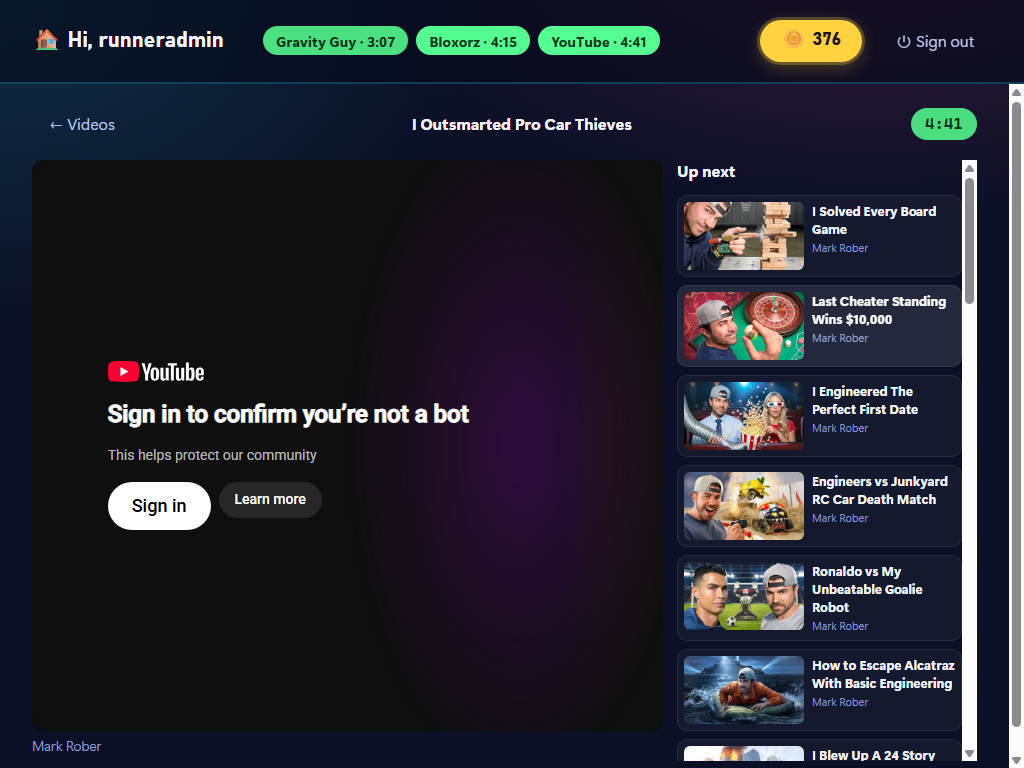 Hi, runneradmin
Gravity Guy · 3:07
Bloxorz · 4:15
YouTube · 4:41
376
Sign out
← Videos
I Outsmarted Pro Car Thieves
4:41
YouTube
Sign in to confirm you’re not a bot
This helps protect our community
Sign in
Learn more
Mark Rober
Up next
I Solved Every Board
Game
Mark Rober
Last Cheater Standing
Wins $10,000
Mark Rober
I Engineered The
Perfect First Date
Mark Rober
Engineers vs Junkyard
RC Car Death Match
Mark Rober
Ronaldo vs My
Unbeatable Goalie
Robot
Mark Rober
How to Escape Alcatraz
With Basic Engineering
Mark Rober
I Blew Up A 24 Story